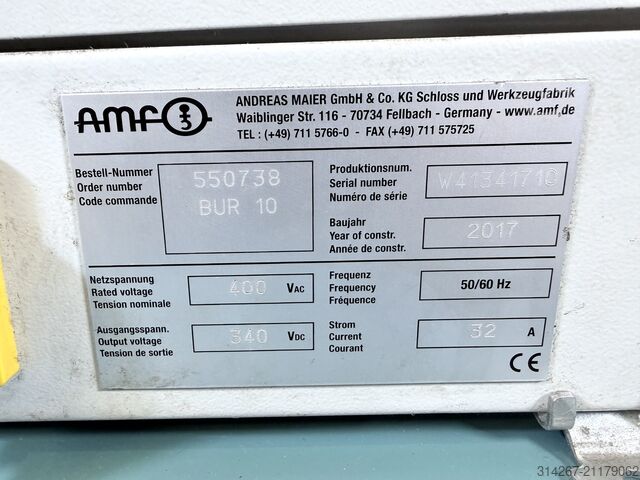 AMF
ANDREAS MAIER GmbH & Co. KG Schloss und Werkzeugfabrik
Waiblinger Str. 116 - 70734 Fellbach - Germany - www.amf.de
TEL : (+49) 711 5766-0 - FAX (+49) 711 575725
Bestell-Nummer
Order number
Code commande
550738
BUR 10
Produktionsnum.
Serial number
Numéro de série
W41341710
Baujahr
Year of constr.
Année de constr.
2017
Netzspannung
Rated voltage
Tension nominale
400 VAC
Frequenz
Frequency
Fréquence
50/60 Hz
Ausgangsspann.
Output voltage
Tension de sortie
340 VDC
Strom
Current
Courant
32 A
CE
314267-21179062